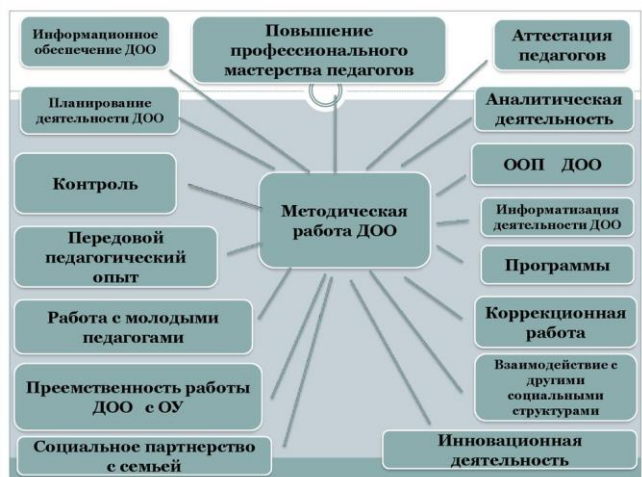 Информационное
обеспечение ДОО
Повышение
профессионального
мастерства педагогов
Аттестация
педагогов
Планирование
деятельности ДОО
Аналитическая
деятельность
Контроль
ООП ДОО
Методическая
работа ДОО
Передовой
педагогический
опыт
Информатизация
деятельности ДОО
Программы
Работа с молодыми
педагогами
Коррекционная
работа
Преемственность работы
ДОО с ОУ
Взаимодействие с
другими
социальными
структурами
Социальное партнерство
с семьей
Инновационная
деятельность